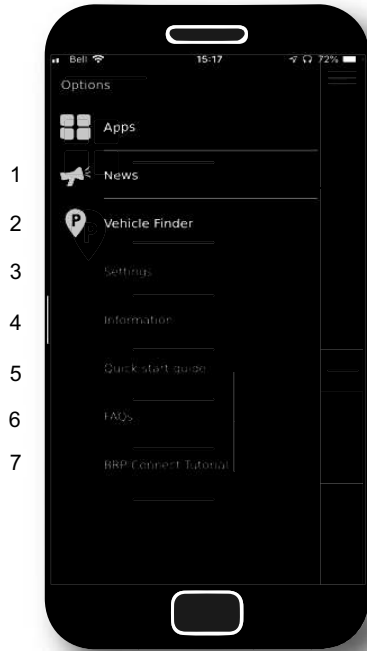 Bell 15:17 72%
Options
Apps
1 News
2 P Vehicle Finder
3 Settings
4 Information
5 Quick start guide
6 FAQs
7 BRP Connect Tutorial